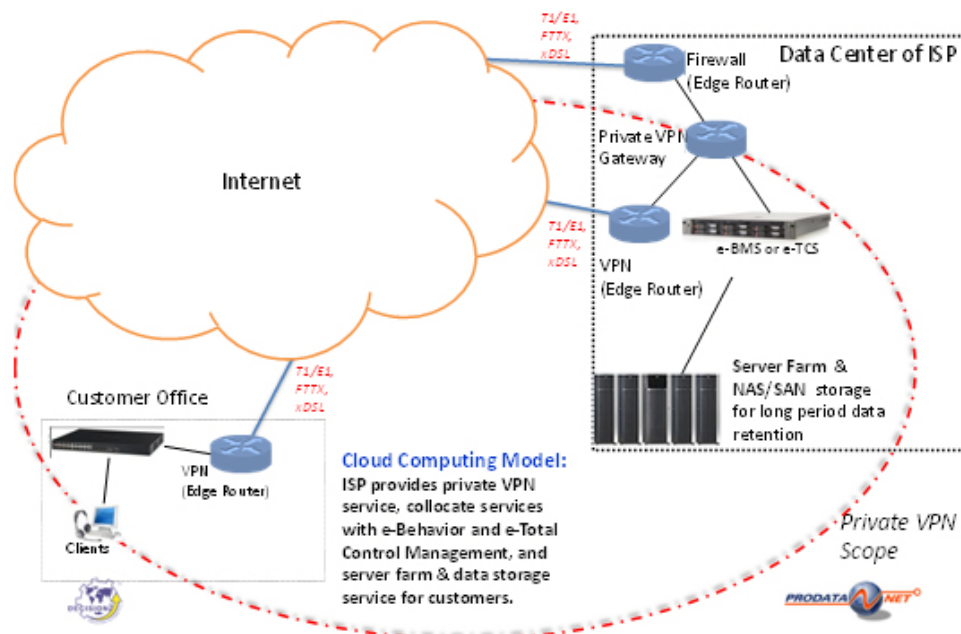 T1/E1,
FTTX,
xDSL
Data Center of ISP
Firewall
(Edge Router)
Private VPN
Gateway
Internet
T1/E1,
FTTX,
xDSL
e-BMS or e-TCS
VPN
(Edge Router)
T1/E1,
FTTX,
xDSL
Server Farm &
NAS/SAN storage
for long period data
retention
Customer Office
VPN
(Edge Router)
Clients
Cloud Computing Model:
ISP provides private VPN
service, collocate services
with e-Behavior and e-Total
Control Management, and
server farm & data storage
service for customers.
Private VPN
Scope
PRODATA NET